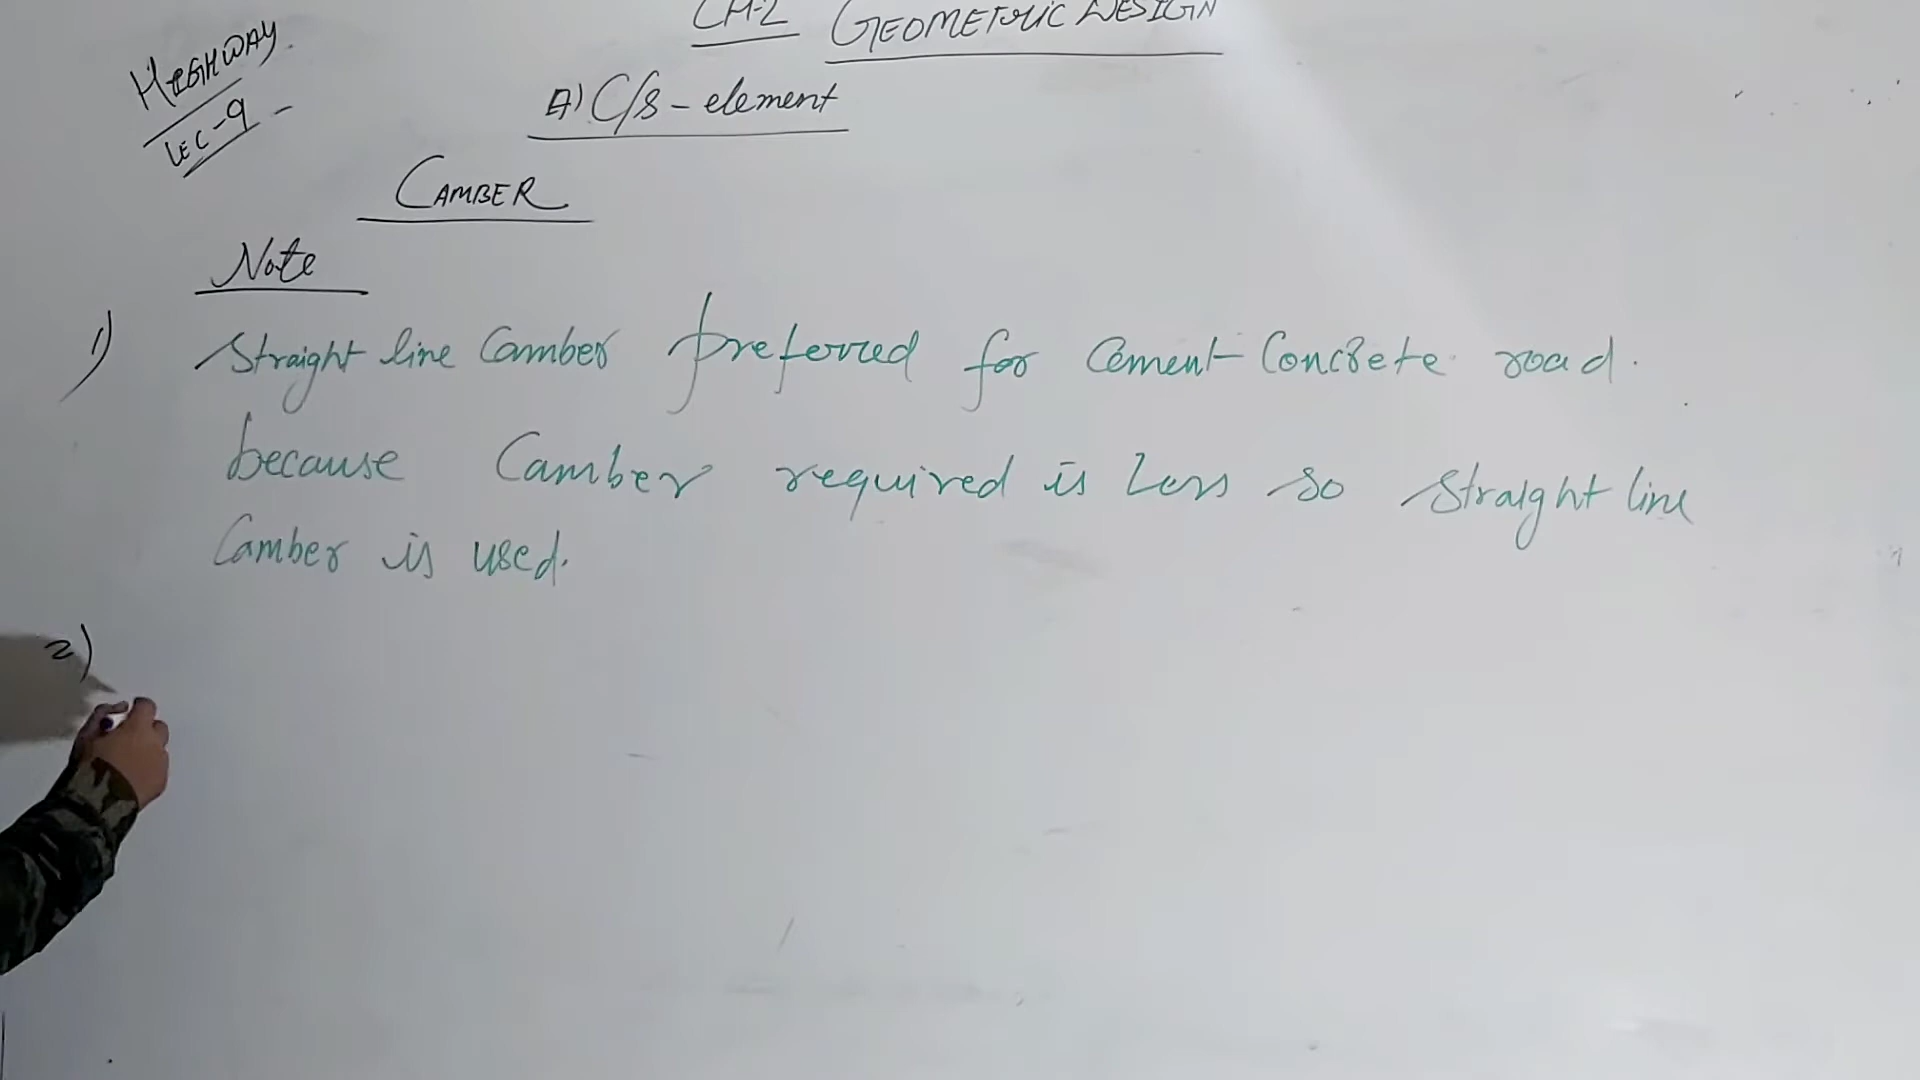 CH-2 GEOMETRIC DESIGN
HIGHWAY
LEC-9
A) C/S - element
CAMBER
Note
1) Straight line Camber preferred for Cement Concrete road.
because Camber required is Less so straight line
Camber is used.
2)